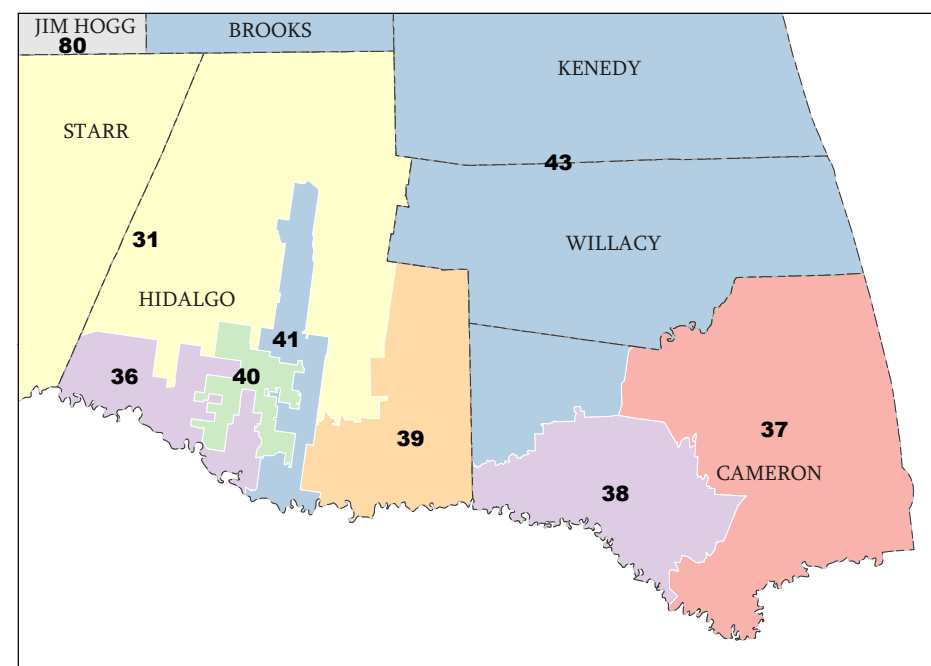 JIM HOGG
80
BROOKS
KENEDY
STARR
43
31
WILLACY
HIDALGO
41
36
40
37
39
CAMERON
38